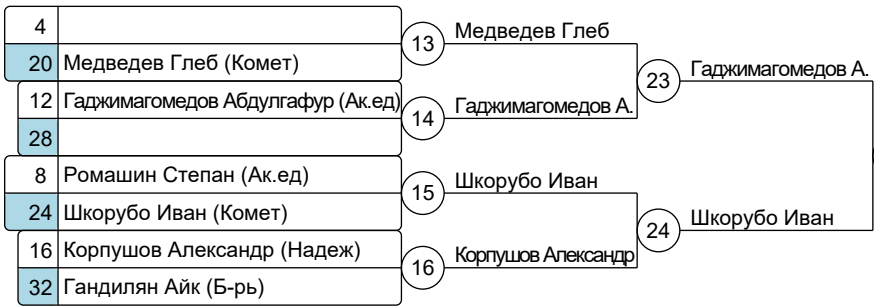 4
20 Медведев Глеб (Комет)
13 Медведев Глеб
12 Гаджимагомедов Абдулгафур (Ак.ед)
28
14 Гаджимагомедов А.
23 Гаджимагомедов А.
8 Ромашин Степан (Ак.ед)
24 Шкорубо Иван (Комет)
15 Шкорубо Иван
16 Корпушов Александр (Надеж)
32 Гандилян Айк (Б-рь)
16 Корпушов Александр
24 Шкорубо Иван